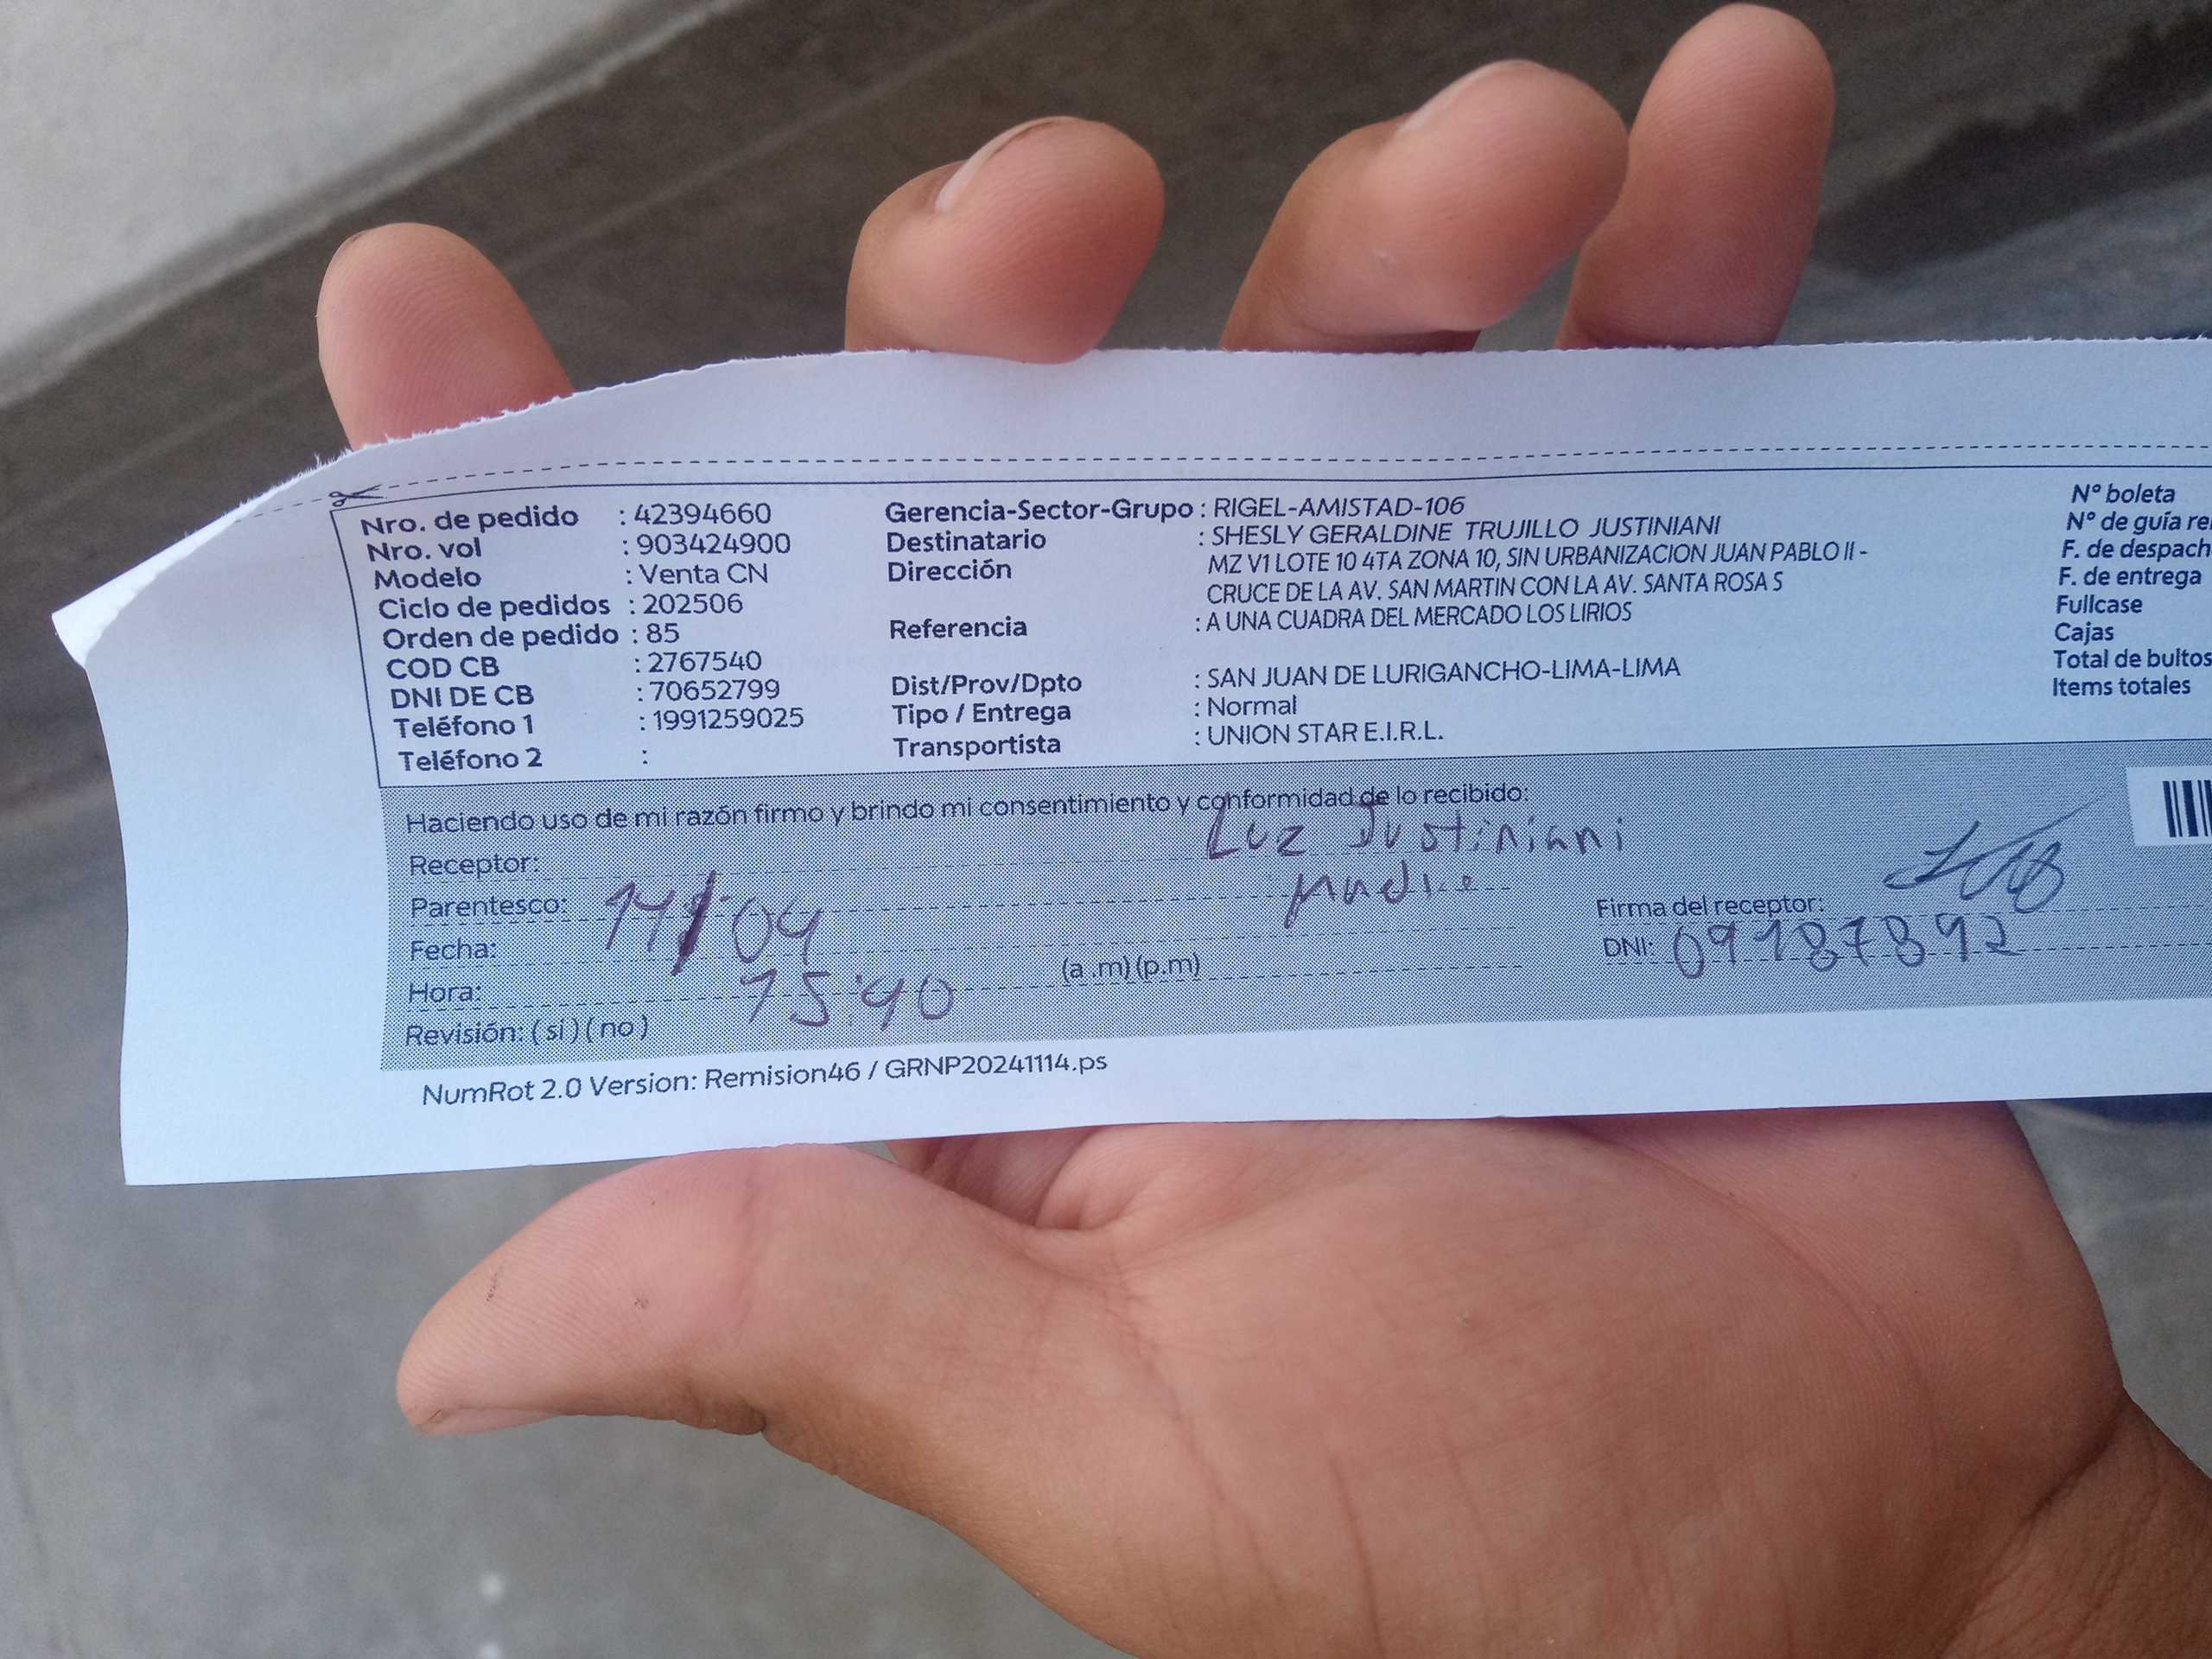 Nro. de pedido : 42394660
Nro. vol : 903424900
Modelo : Venta CN
Ciclo de pedidos : 202506
Orden de pedido : 85
COD CB : 2767540
DNI DE CB : 70652799
Teléfono 1 : 1991259025
Teléfono 2 :
Gerencia-Sector-Grupo : RIGEL-AMISTAD-106
Destinatario : SHESLY GERALDINE TRUJILLO JUSTINIANI
Dirección MZ V1 LOTE 10 4TA ZONA 10, SIN URBANIZACION JUAN PABLO II -
CRUCE DE LA AV. SAN MARTIN CON LA AV. SANTA ROSA S
Referencia : A UNA CUADRA DEL MERCADO LOS LIRIOS
Dist/Prov/Dpto : SAN JUAN DE LURIGANCHO-LIMA-LIMA
Tipo / Entrega : Normal
Transportista : UNION STAR E.I.R.L.
Nº boleta
Nº de guía re
F. de despach
F. de entrega
Fullcase
Cajas
Total de bultos
Items totales
Haciendo uso de mi razón firmo y brindo mi consentimiento y conformidad de lo recibido:
Receptor: Luz Justiniani
Parentesco: madre
Fecha: 14/04
Hora: 15:40 (a .m) (p.m)
Revisión: ( si ) ( no )
Firma del receptor:
DNI: 09187892
NumRot 2.0 Version: Remision46 / GRNP20241114.ps